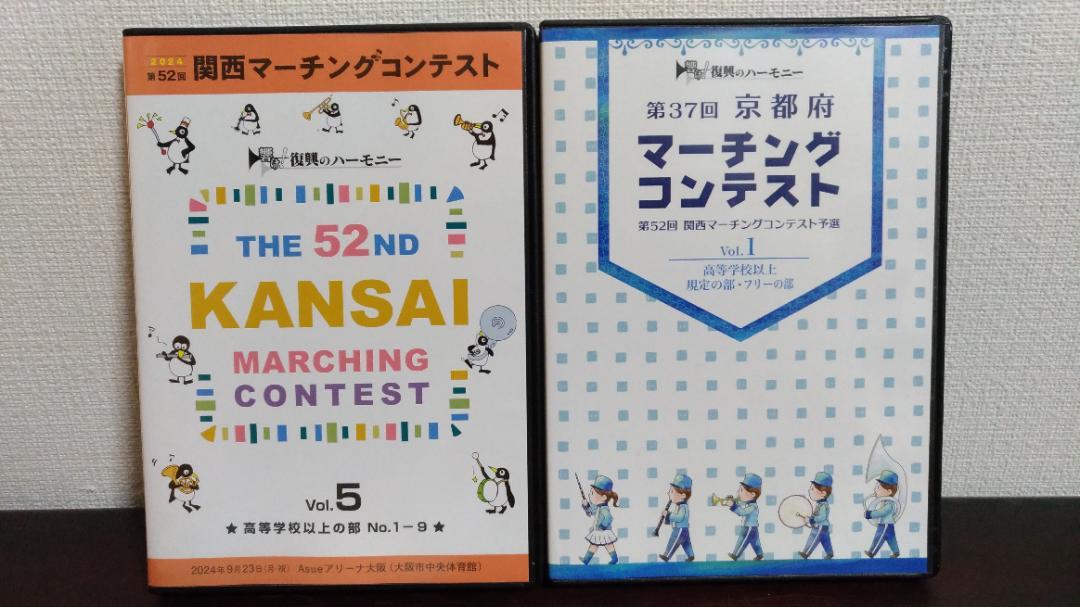 2024
第52回 関西マーチングコンテスト
響け! 復興のハーモニー
THE 52ND
KANSAI
MARCHING
CONTEST
Vol.5
★ 高等学校以上の部 No.1−9 ★
2024年9月23日(月・祝) Asueアリーナ大阪(大阪市中央体育館)
響け! 復興のハーモニー
第37回 京都府
マーチング
コンテスト
第52回 関西マーチングコンテスト予選
Vol.1
高等学校以上
規定の部・フリーの部